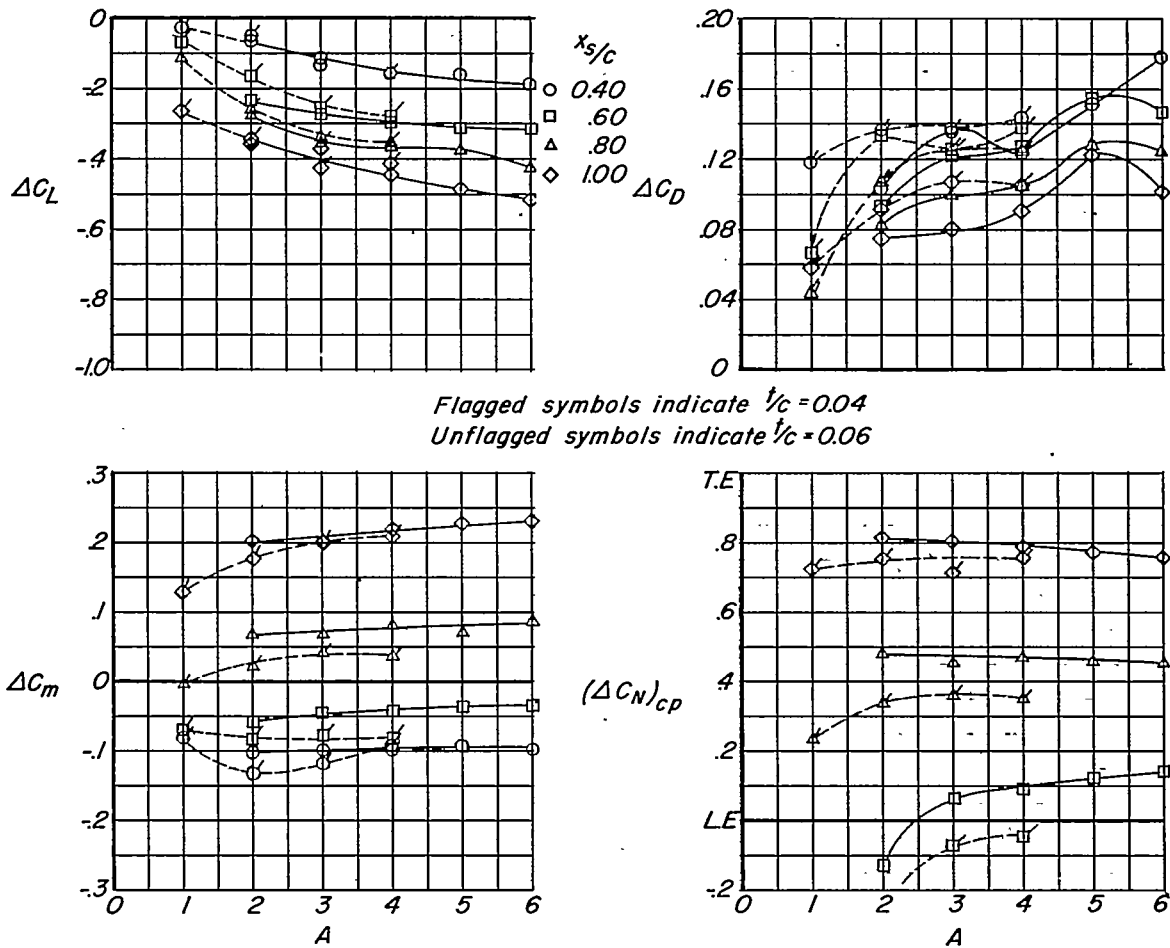 0
-.2
-.4
ΔC_L
-.6
-.8
-1.0
x_s/c
0.40
.60
.80
1.00
.20
.16
.12
ΔC_D
.08
.04
0
Flagged symbols indicate t/c = 0.04
Unflagged symbols indicate t/c = 0.06
.3
.2
.1
ΔC_m
0
-.1
-.2
-.3
0 1 2 3 4 5 6
A
T.E
.8
.6
(ΔC_N)_cp
.4
.2
L.E
-.2
0 1 2 3 4 5 6
A